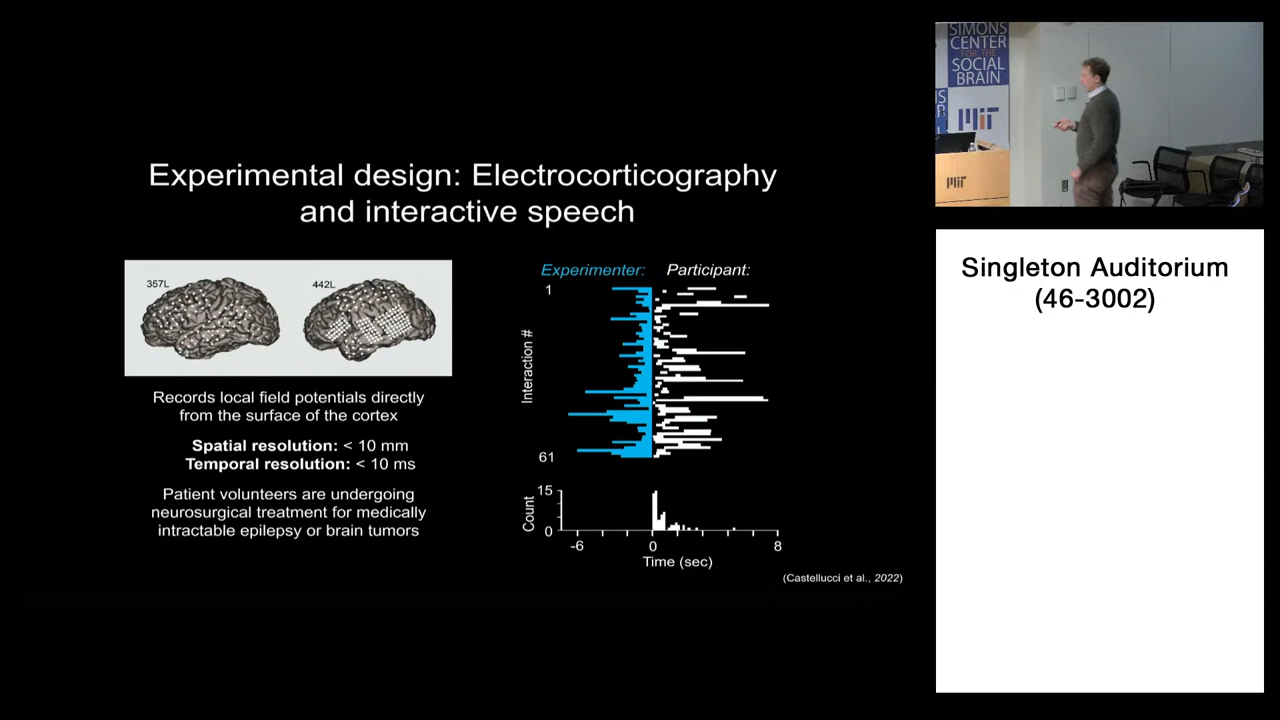 Experimental design: Electrocorticography
and interactive speech
357L
442L
Records local field potentials directly
from the surface of the cortex
Spatial resolution: < 10 mm
Temporal resolution: < 10 ms
Patient volunteers are undergoing
neurosurgical treatment for medically
intractable epilepsy or brain tumors
Experimenter: Participant:
1
Interaction #
61
15
Count
0
-6 0 8
Time (sec)
(Castellucci et al., 2022)
SIMONS
CENTER
FOR THE
SOCIAL
BRAIN
MIT
MIT
Singleton Auditorium
(46-3002)